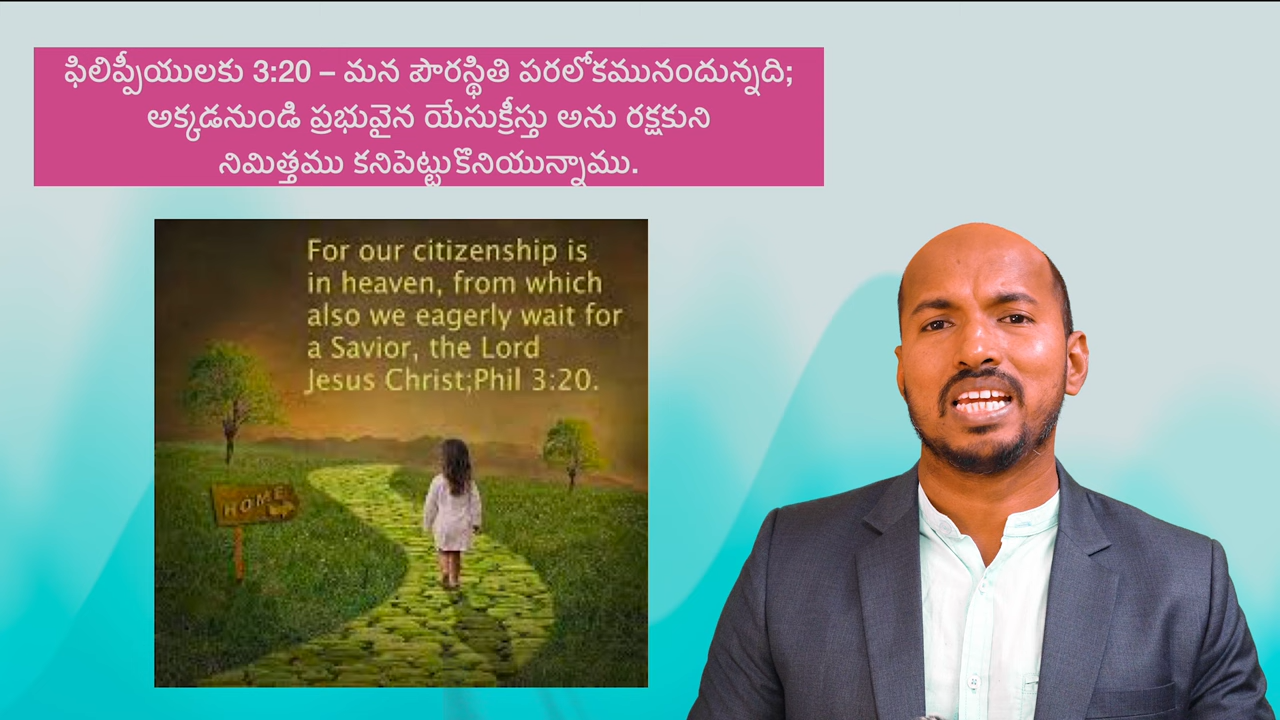 ఫిలిప్పీయులకు 3:20 – మన పౌరస్థితి పరలోకమునందున్నది;
అక్కడనుండి ప్రభువైన యేసుక్రీస్తు అను రక్షకుని
నిమిత్తము కనిపెట్టుకొనియున్నాము.
For our citizenship is
in heaven, from which
also we eagerly wait for
a Savior, the Lord
Jesus Christ;Phil 3:20.
HOME